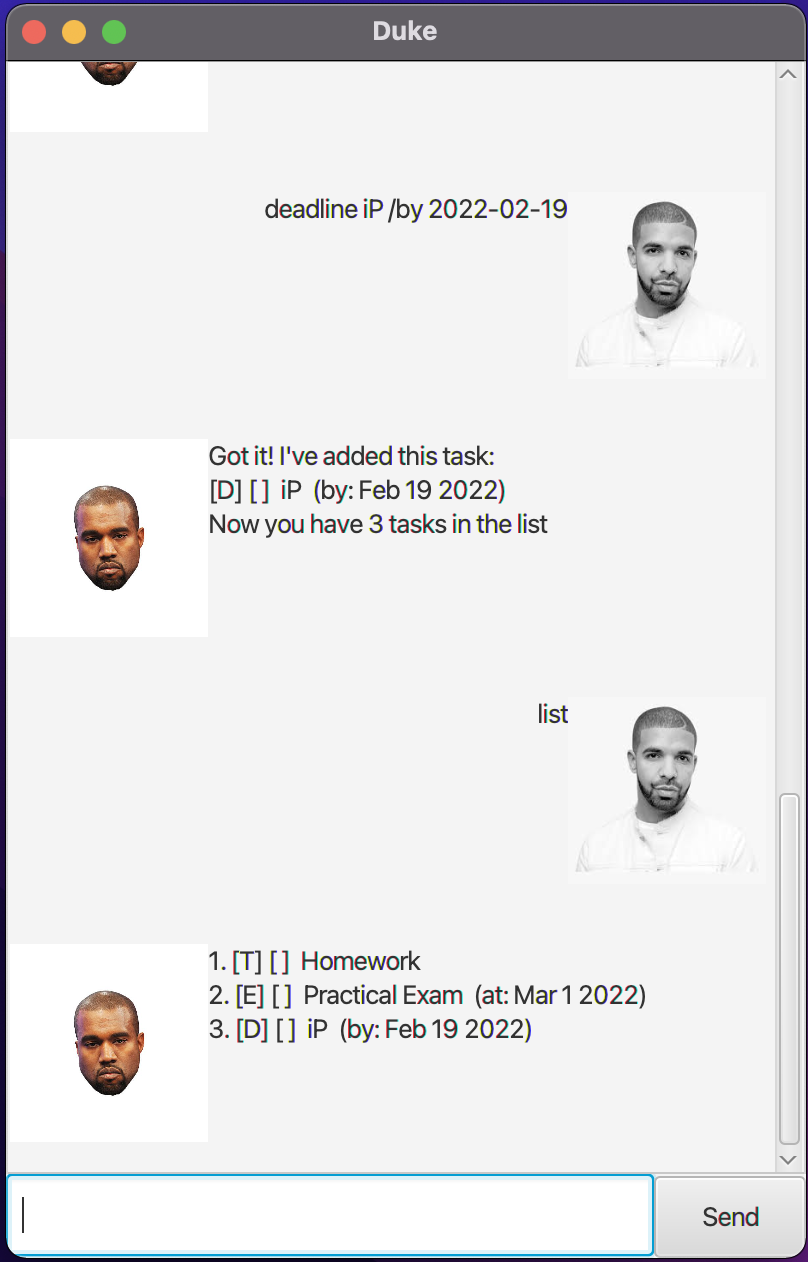 Duke
deadline iP /by 2022-02-19
Got it! I've added this task:
[D] [ ]  iP  (by: Feb 19 2022)
Now you have 3 tasks in the list
list
1. [T] [ ]  Homework
2. [E] [ ]  Practical Exam  (at: Mar 1 2022)
3. [D] [ ]  iP  (by: Feb 19 2022)
Send